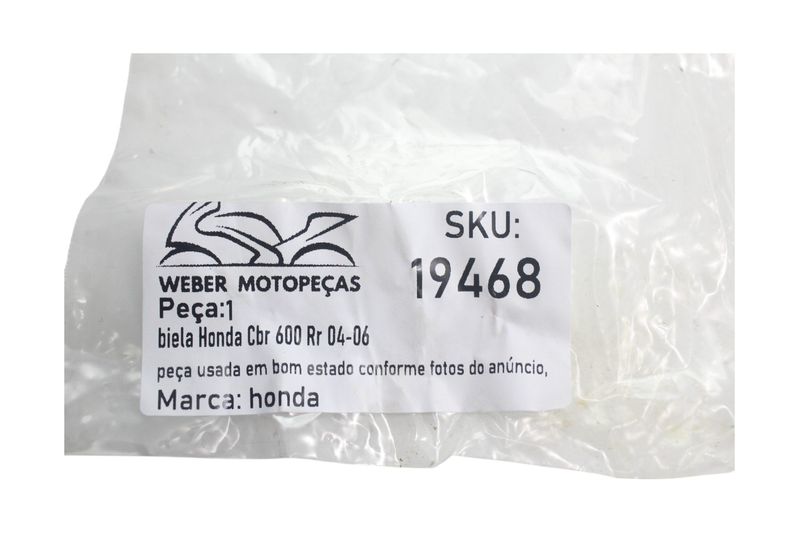 SKU:
19468
WEBER MOTOPEÇAS
Peça:1
biela Honda Cbr 600 Rr 04-06
peça usada em bom estado conforme fotos do anúncio,
Marca: honda